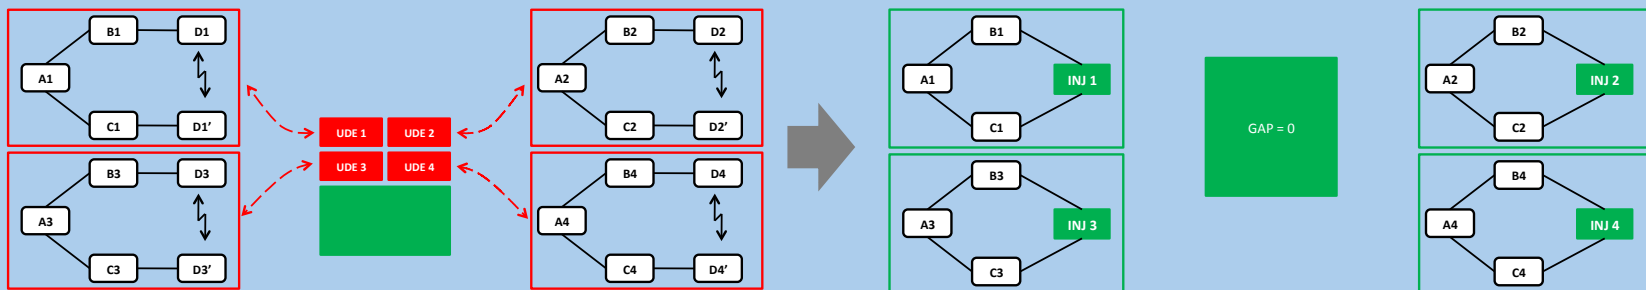 B1
D1
A1
C1
D1’
B2
D2
A2
C2
D2’
UDE 1
UDE 2
UDE 3
UDE 4
B3
D3
A3
C3
D3’
B4
D4
A4
C4
D4’
B1
A1
INJ 1
C1
GAP = 0
B2
A2
INJ 2
C2
B3
A3
INJ 3
C3
B4
A4
INJ 4
C4